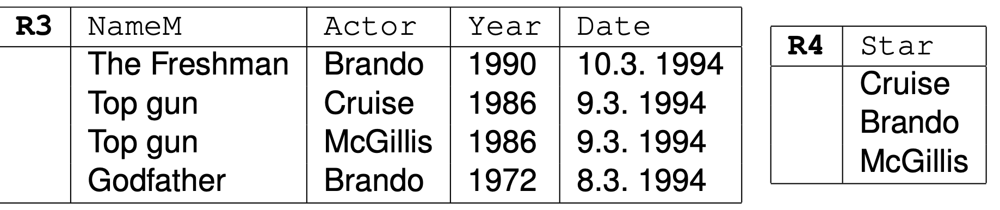 R3 NameM Actor Year Date
The Freshman Brando 1990 10.3. 1994
Top gun Cruise 1986 9.3. 1994
Top gun McGillis 1986 9.3. 1994
Godfather Brando 1972 8.3. 1994
R4 Star
Cruise
Brando
McGillis